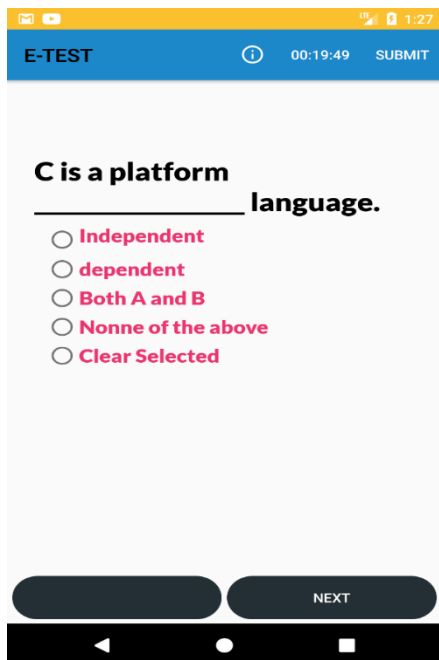 1:27
E-TEST 00:19:49 SUBMIT
C is a platform
_________________ language.
Independent
dependent
Both A and B
Nonne of the above
Clear Selected
NEXT